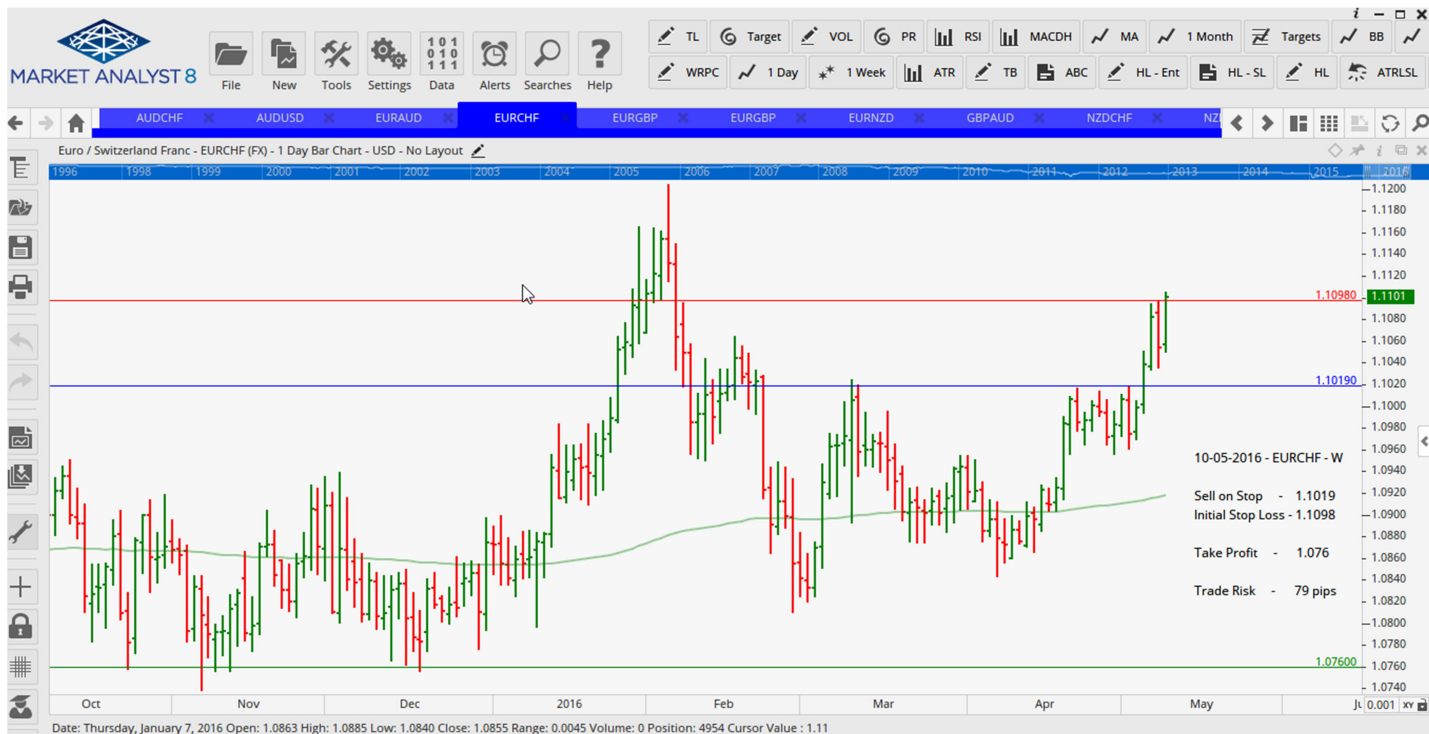 MARKET ANALYST 8
File New Tools Settings Data Alerts Searches Help
101
010
111
TL Target VOL PR RSI MACDH MA 1 Month Targets BB
WRPC 1 Day 1 Week ATR TB ABC HL - Ent HL - SL HL ATRLSL
AUDCHF AUDUSD EURAUD EURCHF EURGBP EURGBP EURNZD GBPAUD NZDCHF
Euro / Switzerland Franc - EURCHF (FX) - 1 Day Bar Chart - USD - No Layout
1996 1998 1999 2000 2001 2002 2003 2004 2005 2006 2007 2008 2009 2010 2011 2012 2013 2014 2015 2016
1.1200
1.1180
1.1160
1.1140
1.1120
1.10980 1.1101
1.1080
1.1060
1.1040
1.10190 1.1020
1.1000
1.0980
1.0960
10-05-2016 - EURCHF - W
1.0940
1.0920
Sell on Stop - 1.1019
1.0900
Initial Stop Loss - 1.1098
1.0880
1.0860
Take Profit - 1.076
1.0840
Trade Risk - 79 pips
1.0820
1.0800
1.0780
1.07600 1.0760
1.0740
Oct Nov Dec 2016 Feb Mar Apr May 0.001 XY
Date: Thursday, January 7, 2016 Open: 1.0863 High: 1.0885 Low: 1.0840 Close: 1.0855 Range: 0.0045 Volume: 0 Position: 4954 Cursor Value : 1.11